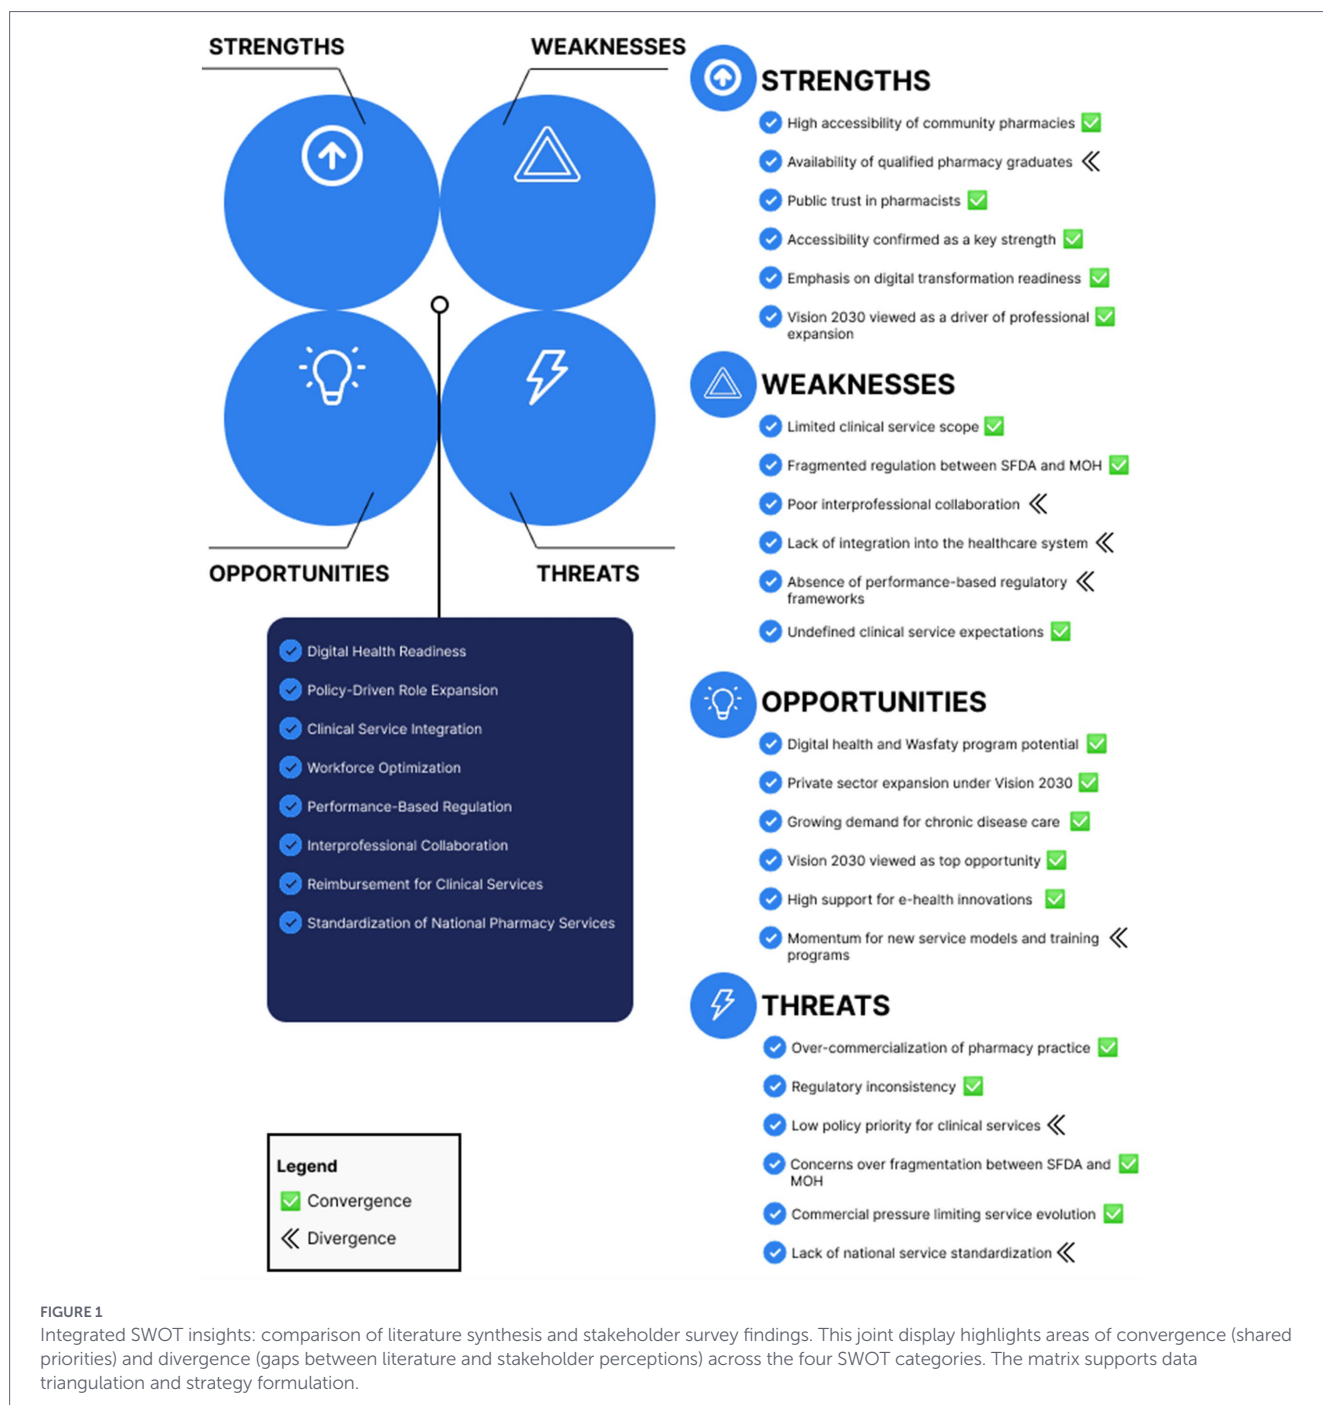 STRENGTHS
WEAKNESSES
OPPORTUNITIES
THREATS
Digital Health Readiness
Policy-Driven Role Expansion
Clinical Service Integration
Workforce Optimization
Performance-Based Regulation
Interprofessional Collaboration
Reimbursement for Clinical Services
Standardization of National Pharmacy Services
Legend
Convergence
Divergence
STRENGTHS
High accessibility of community pharmacies
Availability of qualified pharmacy graduates
Public trust in pharmacists
Accessibility confirmed as a key strength
Emphasis on digital transformation readiness
Vision 2030 viewed as a driver of professional
expansion
WEAKNESSES
Limited clinical service scope
Fragmented regulation between SFDA and MOH
Poor interprofessional collaboration
Lack of integration into the healthcare system
Absence of performance-based regulatory
frameworks
Undefined clinical service expectations
OPPORTUNITIES
Digital health and Wasfaty program potential
Private sector expansion under Vision 2030
Growing demand for chronic disease care
Vision 2030 viewed as top opportunity
High support for e-health innovations
Momentum for new service models and training
programs
THREATS
Over-commercialization of pharmacy practice
Regulatory inconsistency
Low policy priority for clinical services
Concerns over fragmentation between SFDA and
MOH
Commercial pressure limiting service evolution
Lack of national service standardization
FIGURE 1
Integrated SWOT insights: comparison of literature synthesis and stakeholder survey findings. This joint display highlights areas of convergence (shared
priorities) and divergence (gaps between literature and stakeholder perceptions) across the four SWOT categories. The matrix supports data
triangulation and strategy formulation.